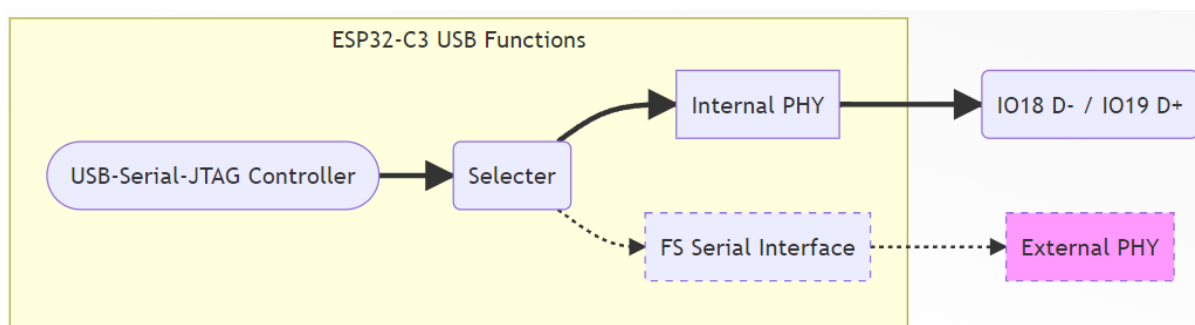 ESP32-C3 USB Functions
USB-Serial-JTAG Controller
Selecter
Internal PHY
IO18 D- / IO19 D+
FS Serial Interface
External PHY